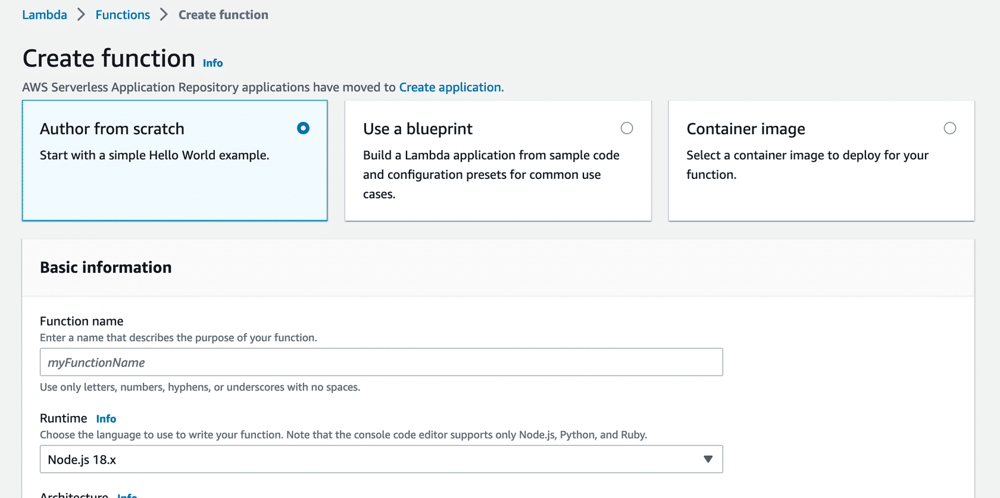 Lambda > Functions > Create function
Create function Info
AWS Serverless Application Repository applications have moved to Create application.
Author from scratch
Start with a simple Hello World example.
Use a blueprint
Build a Lambda application from sample code
and configuration presets for common use
cases.
Container image
Select a container image to deploy for your
function.
Basic information
Function name
Enter a name that describes the purpose of your function.
myFunctionName
Use only letters, numbers, hyphens, or underscores with no spaces.
Runtime Info
Choose the language to use to write your function. Note that the console code editor supports only Node.js, Python, and Ruby.
Node.js 18.x
Architecture Info